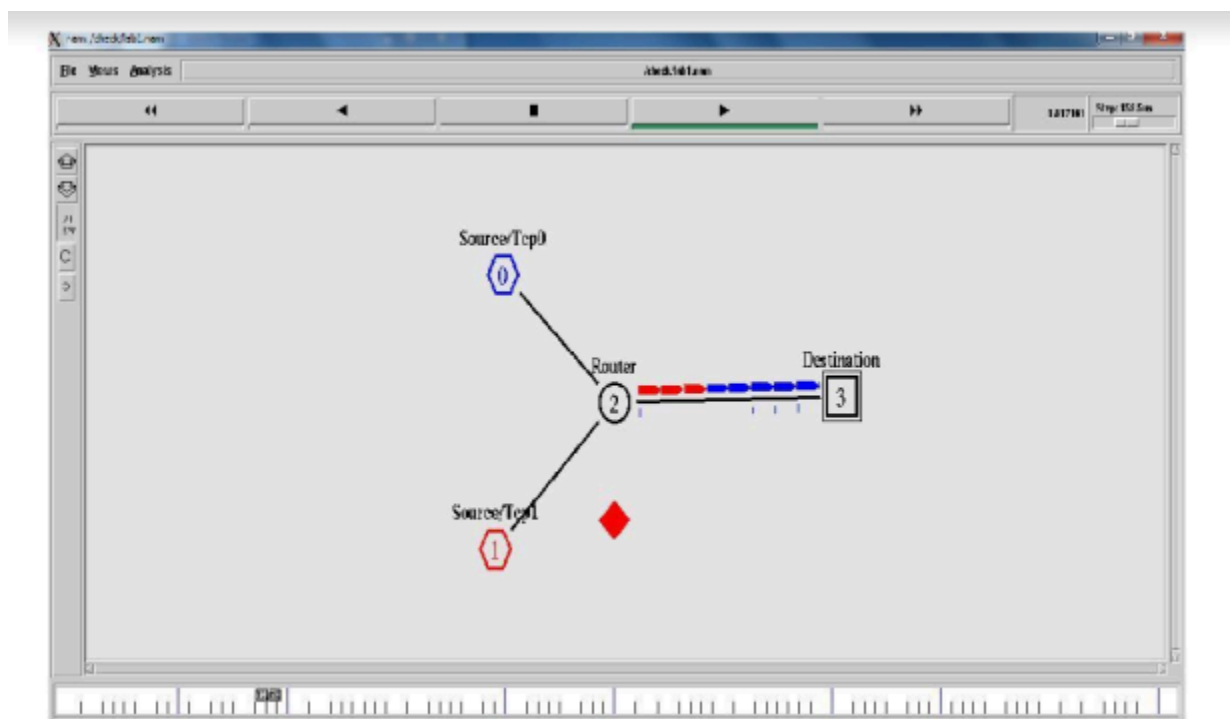 File Views Analysis
Source/Tcp0
0
Router
Destination
2
3
Source/Tcp1
1